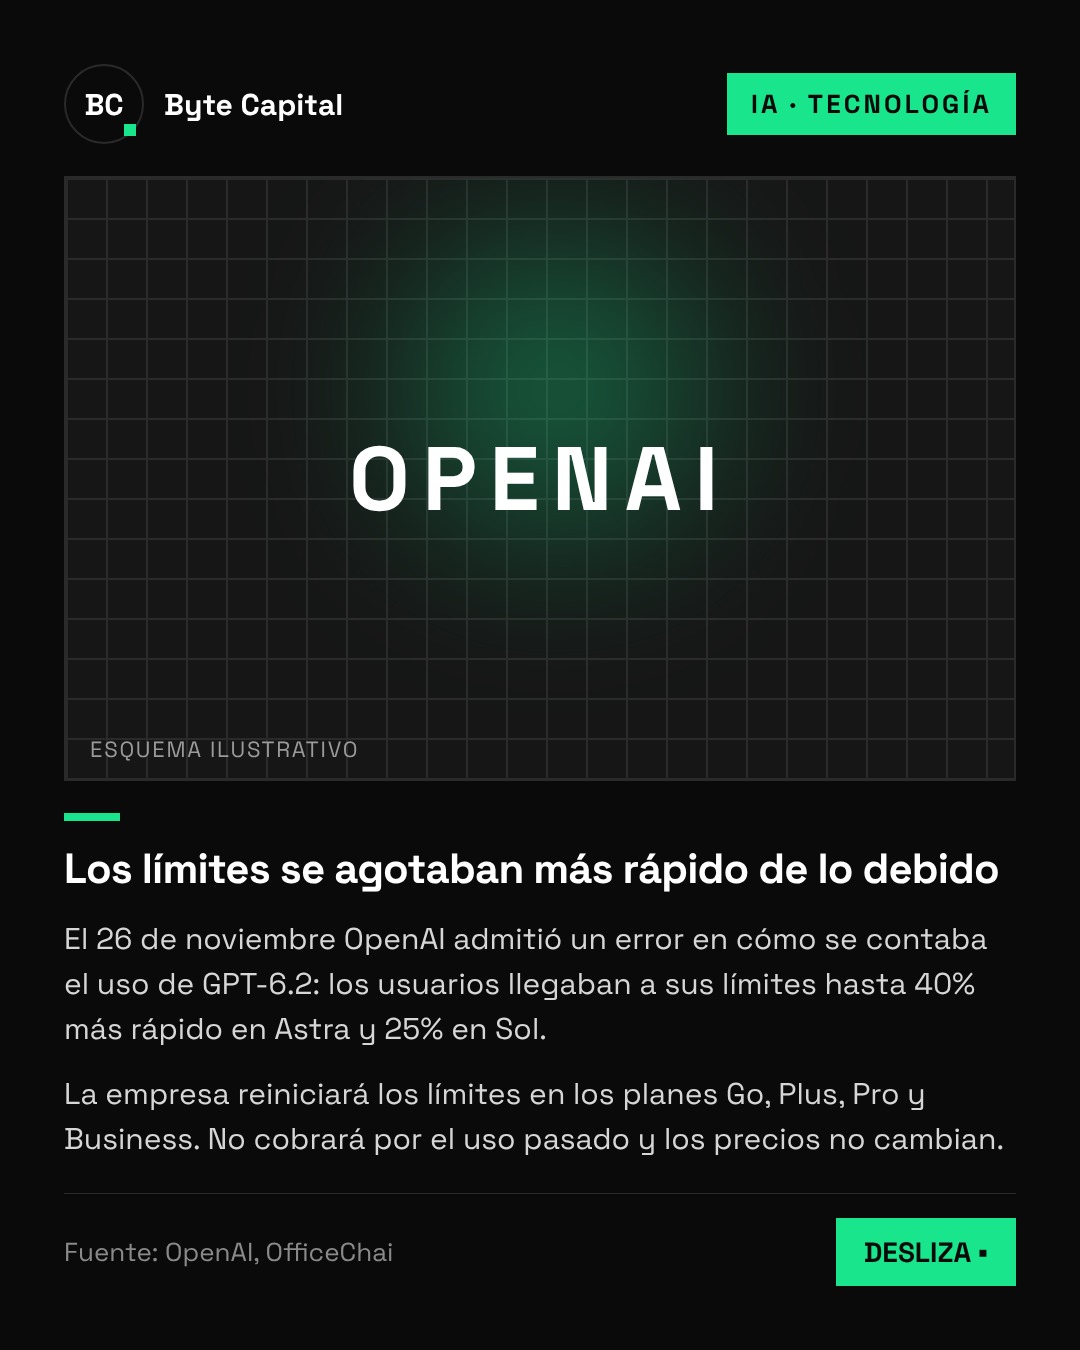 BC
Byte Capital
IA · TECNOLOGÍA
OPENAI
ESQUEMA ILUSTRATIVO
Los límites se agotaban más rápido de lo debido
El 26 de noviembre OpenAI admitió un error en cómo se contaba
el uso de GPT-6.2: los usuarios llegaban a sus límites hasta 40%
más rápido en Astra y 25% en Sol.
La empresa reiniciará los límites en los planes Go, Plus, Pro y
Business. No cobrará por el uso pasado y los precios no cambian.
Fuente: OpenAI, OfficeChai
DESLIZA ▪